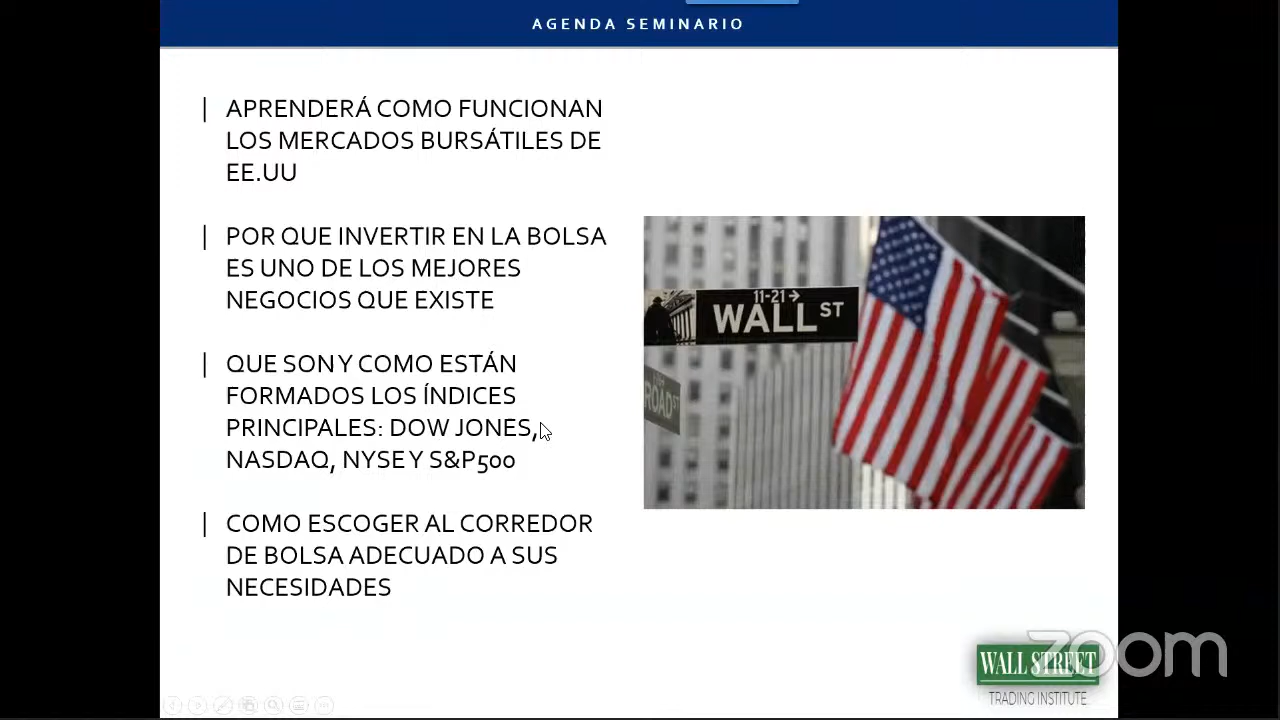 AGENDA SEMINARIO
| APRENDERÁ COMO FUNCIONAN
LOS MERCADOS BURSÁTILES DE
EE.UU
| POR QUE INVERTIR EN LA BOLSA
ES UNO DE LOS MEJORES
NEGOCIOS QUE EXISTE
| QUE SON Y COMO ESTÁN
FORMADOS LOS ÍNDICES
PRINCIPALES: DOW JONES,
NASDAQ, NYSE Y S&P500
| COMO ESCOGER AL CORREDOR
DE BOLSA ADECUADO A SUS
NECESIDADES
11-21→
WALL ST
ROAD ST
WALL STREET
TRADING INSTITUTE
zoom